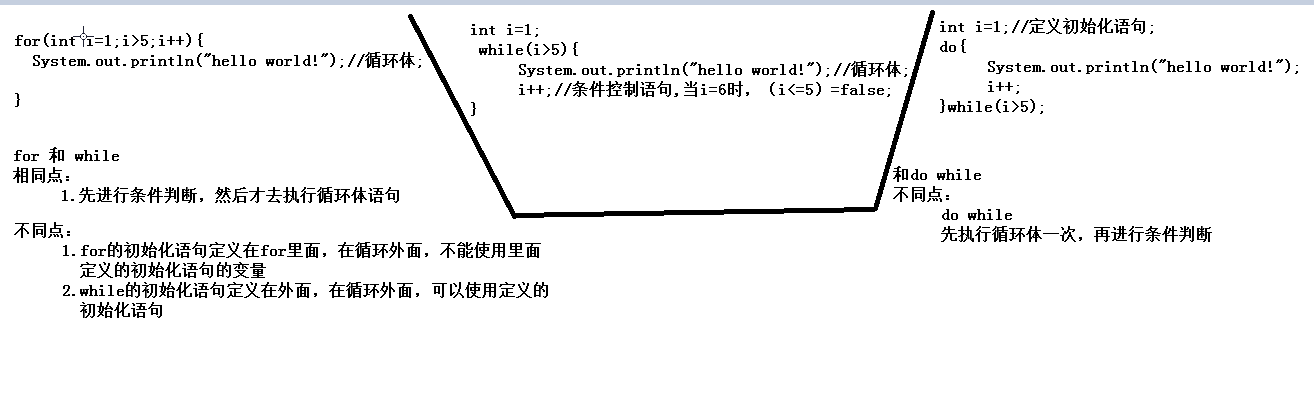 for(int i=1;i>5;i++){
System.out.println("hello world!");//循环体;
}
for 和 while
相同点：
1.先进行条件判断，然后才去执行循环体语句
不同点：
1.for的初始化语句定义在for里面，在循环外面，不能使用里面
定义的初始化语句的变量
2.while的初始化语句定义在外面，在循环外面，可以使用定义的
初始化语句
int i=1;
while(i>5){
System.out.println("hello world!");//循环体;
i++;//条件控制语句,当i=6时，（i<=5）=false;
}
int i=1;//定义初始化语句;
do{
System.out.println("hello world!");
i++;
}while(i>5);
和do while
不同点：
do while
先执行循环体一次，再进行条件判断